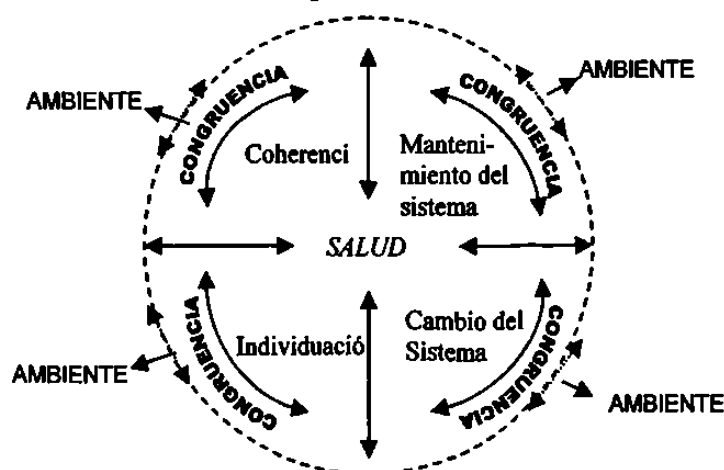 AMBIENTE
CONGRUENCIA
CONGRUENCIA
AMBIENTE
Coherenci
Manteni-
miento del
sistema
SALUD
Individuació
Cambio del
Sistema
AMBIENTE
CONGRUENCIA
CONGRUENCIA
AMBIENTE